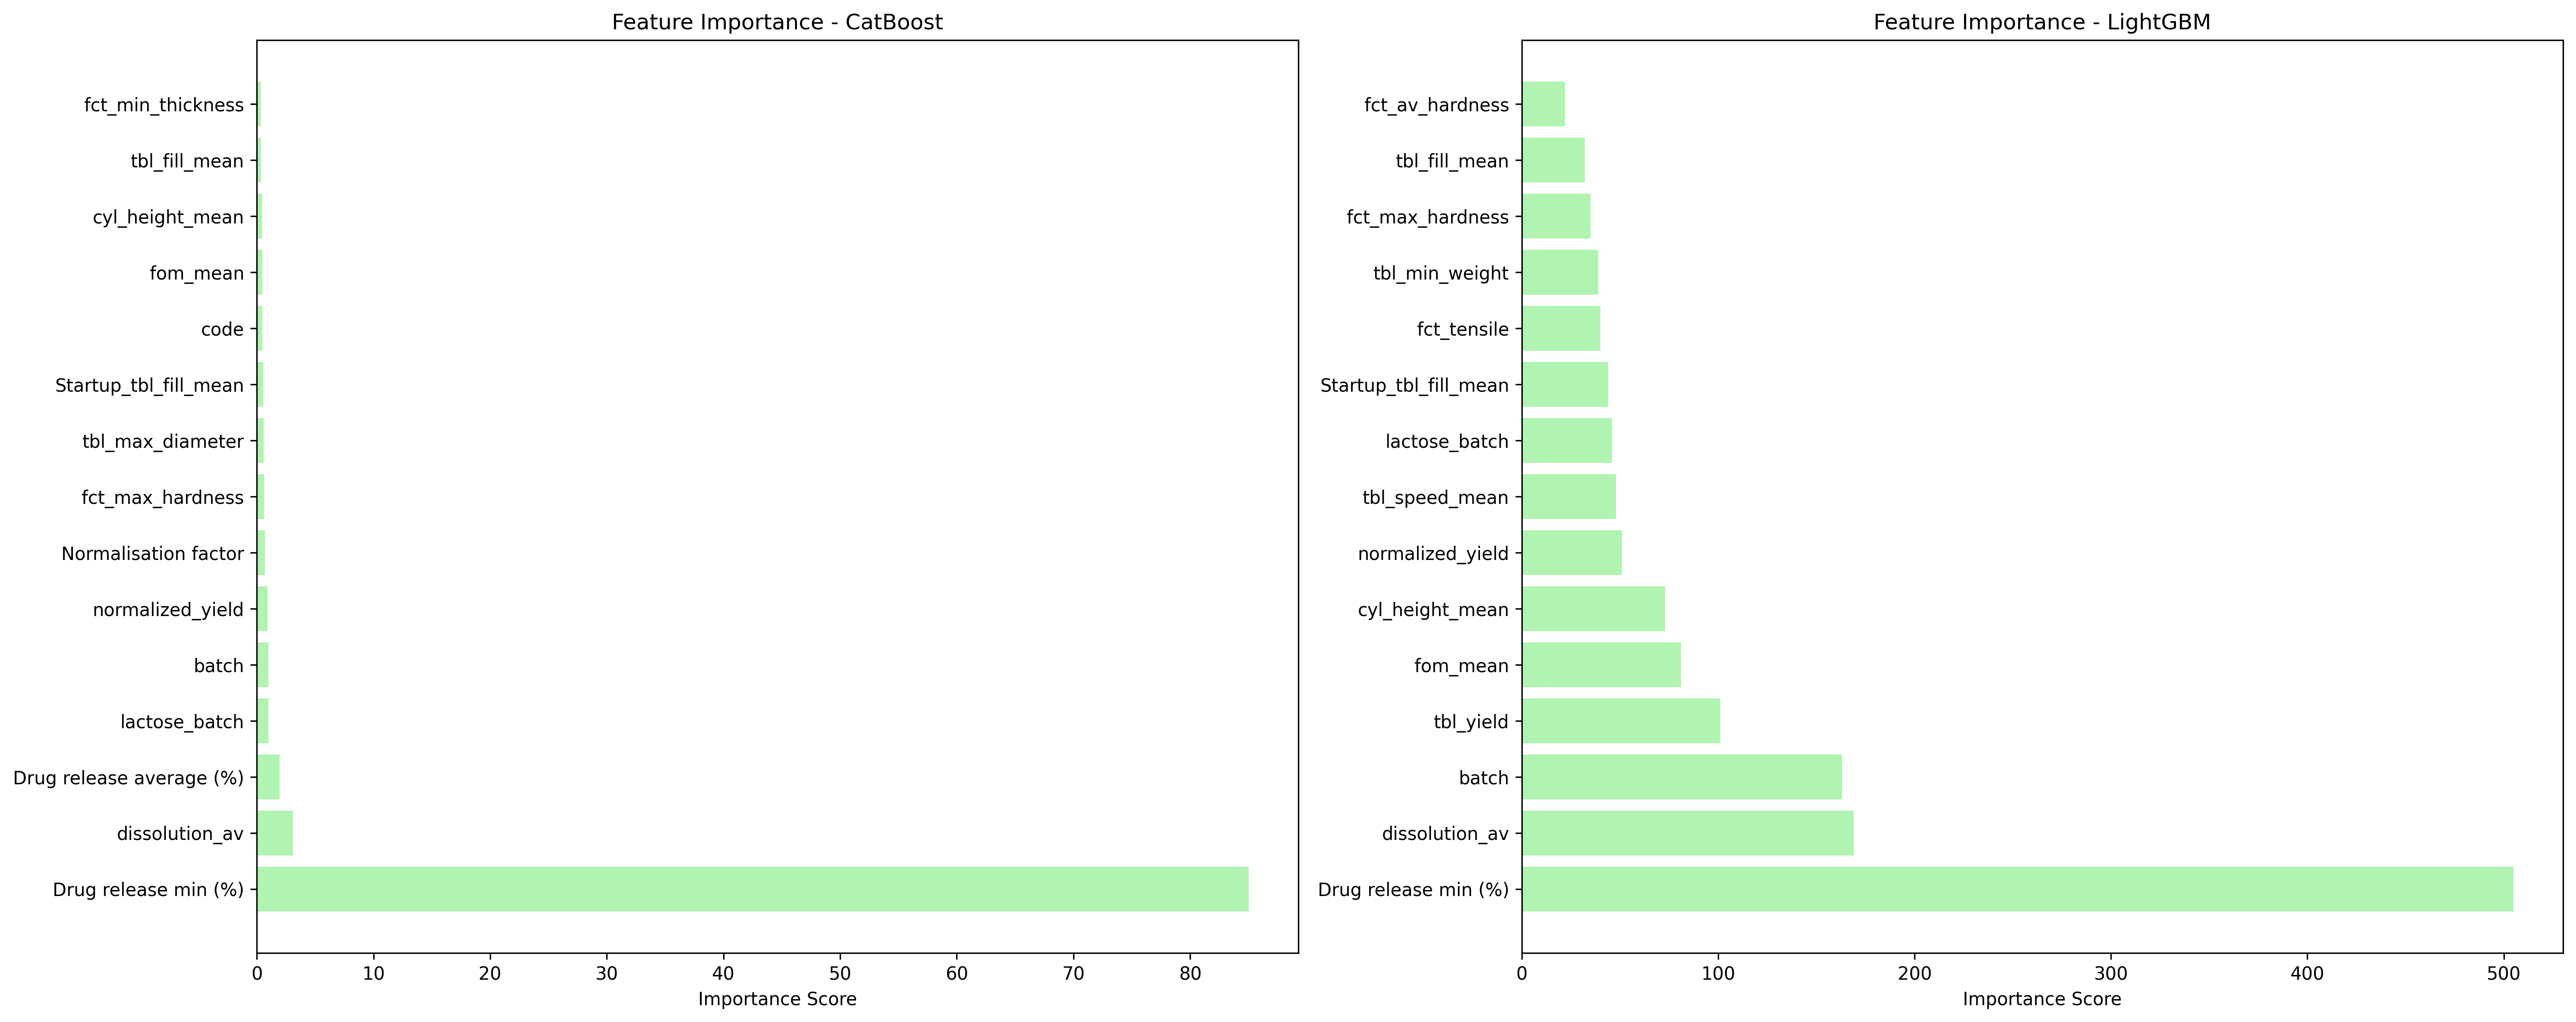 Feature Importance - CatBoost
fct_min_thickness
tbl_fill_mean
cyl_height_mean
fom_mean
code
Startup_tbl_fill_mean
tbl_max_diameter
fct_max_hardness
Normalisation factor
normalized_yield
batch
lactose_batch
Drug release average (%)
dissolution_av
Drug release min (%)
0 10 20 30 40 50 60 70 80
Importance Score
Feature Importance - LightGBM
fct_av_hardness
tbl_fill_mean
fct_max_hardness
tbl_min_weight
fct_tensile
Startup_tbl_fill_mean
lactose_batch
tbl_speed_mean
normalized_yield
cyl_height_mean
fom_mean
tbl_yield
batch
dissolution_av
Drug release min (%)
0 100 200 300 400 500
Importance Score